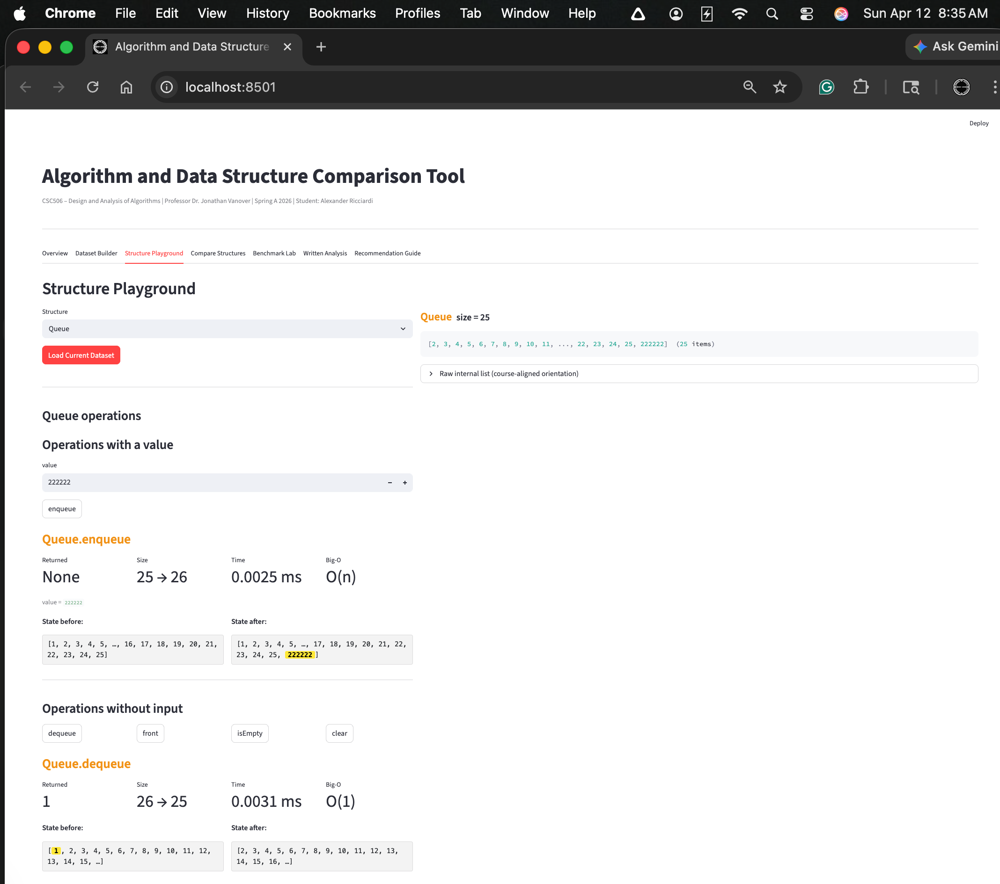 Chrome File Edit View History Bookmarks Profiles Tab Window Help Sun Apr 12 8:35 AM
Algorithm and Data Structure
Ask Gemini
localhost:8501
Deploy
Algorithm and Data Structure Comparison Tool
CSC506 – Design and Analysis of Algorithms | Professor Dr. Jonathan Vanover | Spring A 2026 | Student: Alexander Ricciardi
Overview Dataset Builder Structure Playground Compare Structures Benchmark Lab Written Analysis Recommendation Guide
Structure Playground
Structure
Queue
Load Current Dataset
Queue size = 25
[2, 3, 4, 5, 6, 7, 8, 9, 10, 11, ..., 22, 23, 24, 25, 222222] (25 items)
Raw internal list (course-aligned orientation)
Queue operations
Operations with a value
value
222222
enqueue
Queue.enqueue
Returned Size Time Big-O
None 25 → 26 0.0025 ms O(n)
value = 222222
State before:
[1, 2, 3, 4, 5, …, 16, 17, 18, 19, 20, 21,
22, 23, 24, 25]
State after:
[1, 2, 3, 4, 5, …, 17, 18, 19, 20, 21, 22,
23, 24, 25, 222222]
Operations without input
dequeue front isEmpty clear
Queue.dequeue
Returned Size Time Big-O
1 26 → 25 0.0031 ms O(1)
State before:
[1, 2, 3, 4, 5, 6, 7, 8, 9, 10, 11, 12,
13, 14, 15, …]
State after:
[2, 3, 4, 5, 6, 7, 8, 9, 10, 11, 12, 13,
14, 15, 16, …]